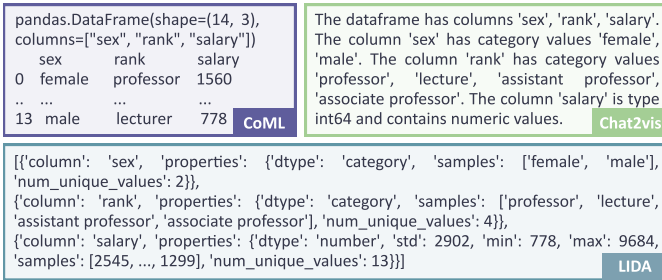 pandas.DataFrame(shape=(14, 3),
columns=["sex", "rank", "salary"])
sex rank salary
0 female professor 1560
.. ... ... ...
13 male lecturer 778
CoML
The dataframe has columns 'sex', 'rank', 'salary'.
The column 'sex' has category values 'female',
'male'. The column 'rank' has category values
'professor', 'lecture', 'assistant professor',
'associate professor'. The column 'salary' is type
int64 and contains numeric values.
Chat2vis
[{'column': 'sex', 'properties': {'dtype': 'category', 'samples': ['female', 'male'],
'num_unique_values': 2}},
{'column': 'rank', 'properties': {'dtype': 'category', 'samples': ['professor', 'lecture',
'assistant professor', 'associate professor'], 'num_unique_values': 4}},
{'column': 'salary', 'properties': {'dtype': 'number', 'std': 2902, 'min': 778, 'max': 9684,
'samples': [2545, ..., 1299], 'num_unique_values': 13}}]
LIDA